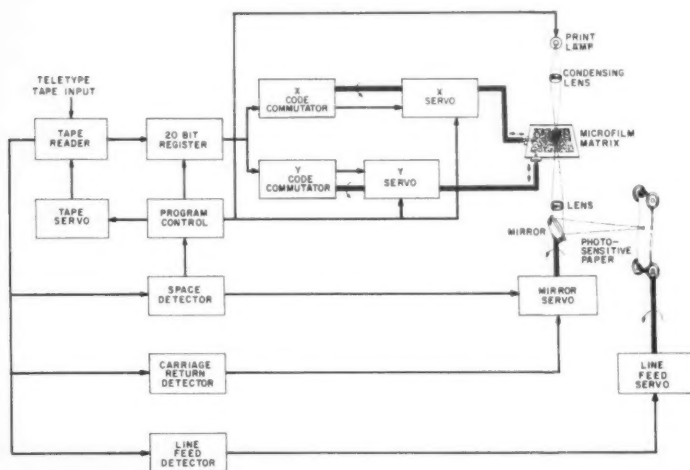 PRINT
LAMP
CONDENSING
LENS
TELETYPE
TAPE INPUT
X
CODE
COMMUTATOR
X
SERVO
TAPE
READER
20 BIT
REGISTER
MICROFILM
MATRIX
Y
CODE
COMMUTATOR
Y
SERVO
TAPE
SERVO
PROGRAM
CONTROL
LENS
MIRROR
PHOTO-
SENSITIVE
PAPER
SPACE
DETECTOR
MIRROR
SERVO
CARRIAGE
RETURN
DETECTOR
LINE
FEED
SERVO
LINE
FEED
DETECTOR